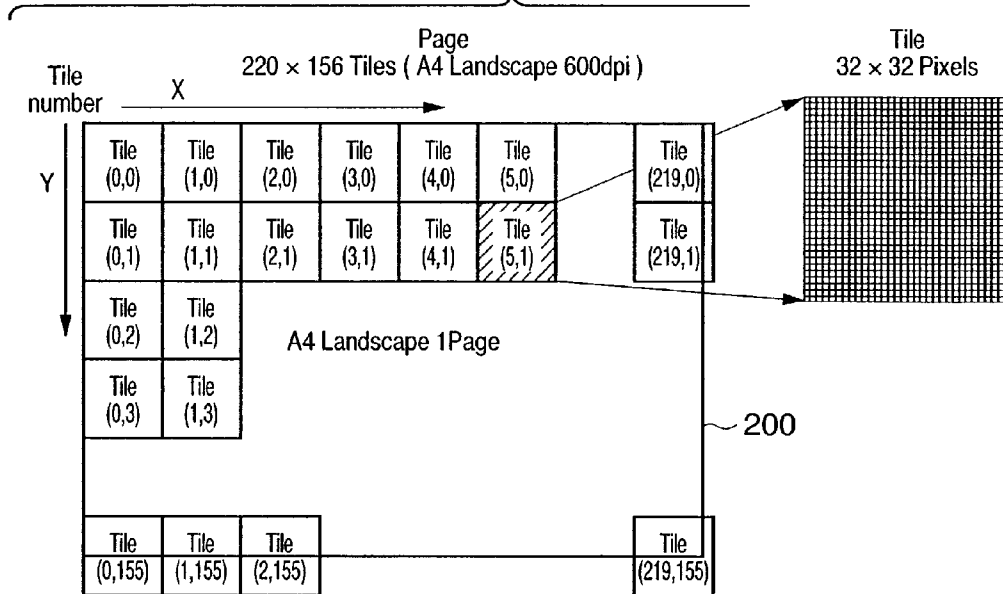 Page
220 × 156 Tiles ( A4 Landscape 600dpi )
Tile
32 × 32 Pixels
Tile
number
X
Y
Tile
(0,0)
Tile
(1,0)
Tile
(2,0)
Tile
(3,0)
Tile
(4,0)
Tile
(5,0)
Tile
(219,0)
Tile
(0,1)
Tile
(1,1)
Tile
(2,1)
Tile
(3,1)
Tile
(4,1)
Tile
(5,1)
Tile
(219,1)
Tile
(0,2)
Tile
(1,2)
A4 Landscape 1Page
Tile
(0,3)
Tile
(1,3)
200
Tile
(0,155)
Tile
(1,155)
Tile
(2,155)
Tile
(219,155)